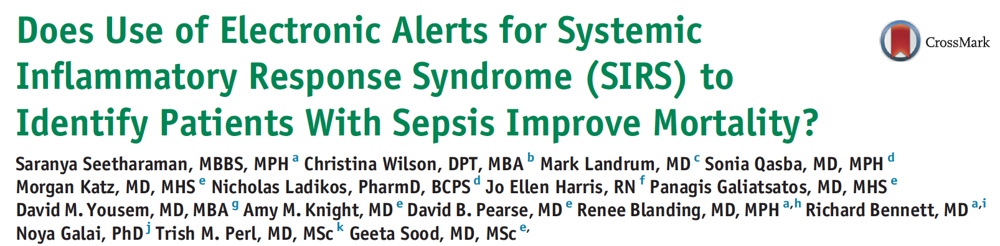 Does Use of Electronic Alerts for Systemic
Inflammatory Response Syndrome (SIRS) to
Identify Patients With Sepsis Improve Mortality?
CrossMark
Saranya Seetharaman, MBBS, MPH a Christina Wilson, DPT, MBA b Mark Landrum, MD c Sonia Qasba, MD, MPH d
Morgan Katz, MD, MHS e Nicholas Ladikos, PharmD, BCPS d Jo Ellen Harris, RN f Panagis Galiatsatos, MD, MHS e
David M. Yousem, MD, MBA g Amy M. Knight, MD e David B. Pearse, MD e Renee Blanding, MD, MPH a,h Richard Bennett, MD a,i
Noya Galai, PhD j Trish M. Perl, MD, MSc k Geeta Sood, MD, MSc e,